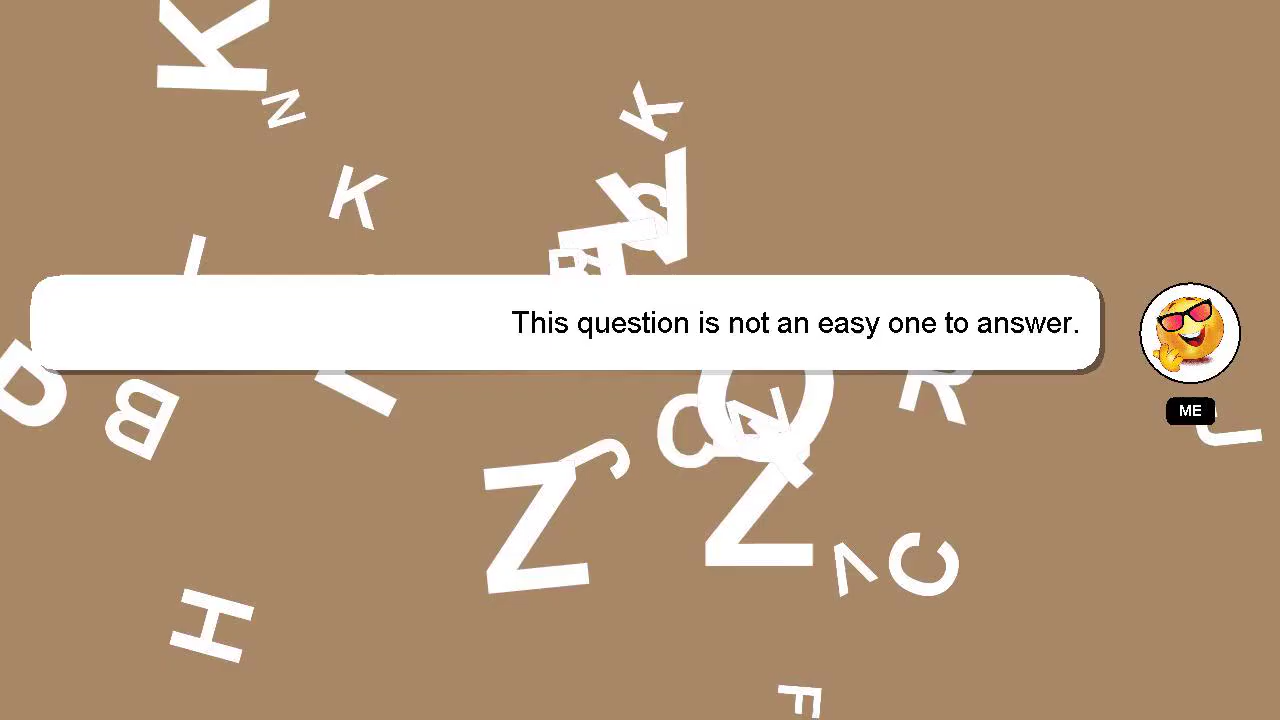 K
N
K
K
S
R
This question is not an easy one to answer.
ME
B
C
N
R
J
J
Z
Z
V
C
H
F